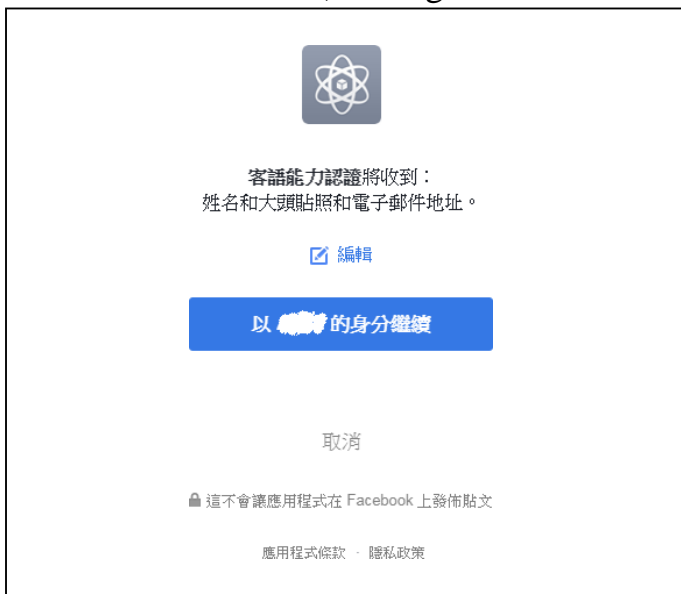 客語能力認證將收到：
姓名和大頭貼照和電子郵件地址。
編輯
以 的身分繼續
取消
這不會讓應用程式在 Facebook 上發佈貼文
應用程式條款 · 隱私政策